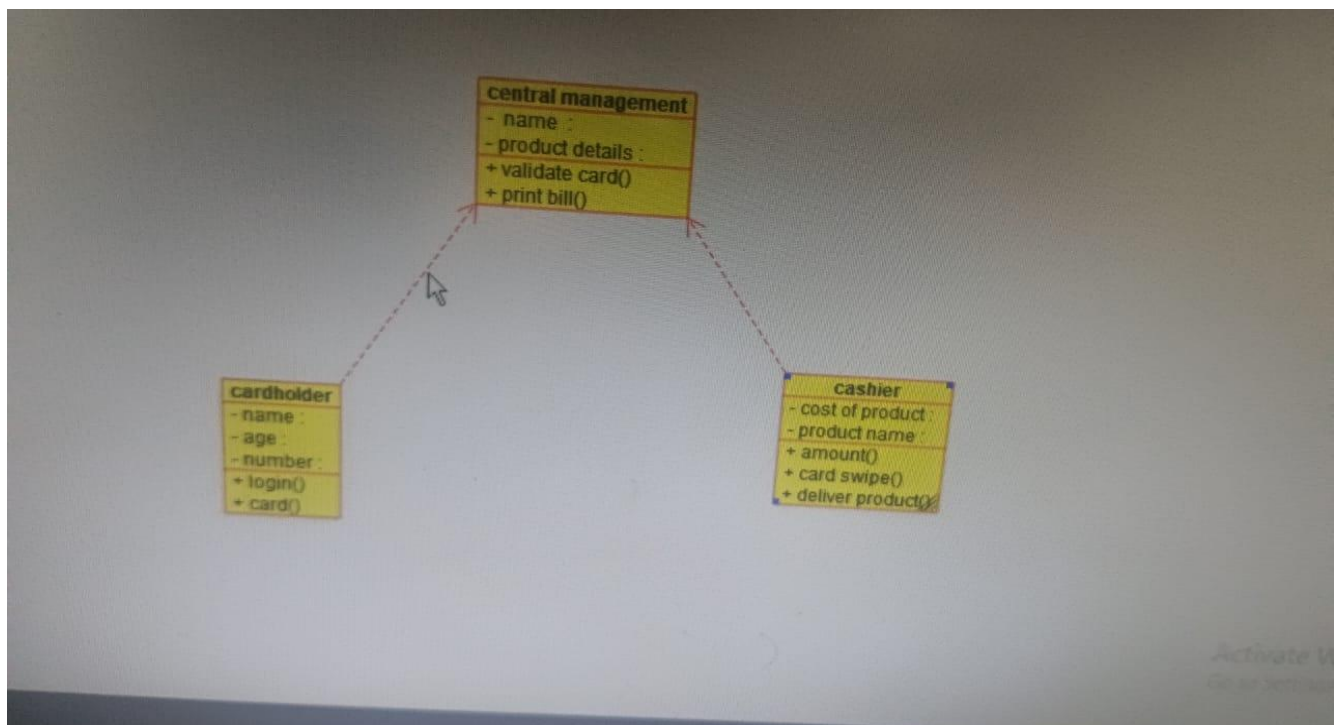 central management
- name :
- product details :
+ validate card()
+ print bill()
cardholder
- name :
- age :
- number :
+ login()
+ card()
cashier
- cost of product :
- product name :
+ amount()
+ card swipe()
+ deliver product()
Activate